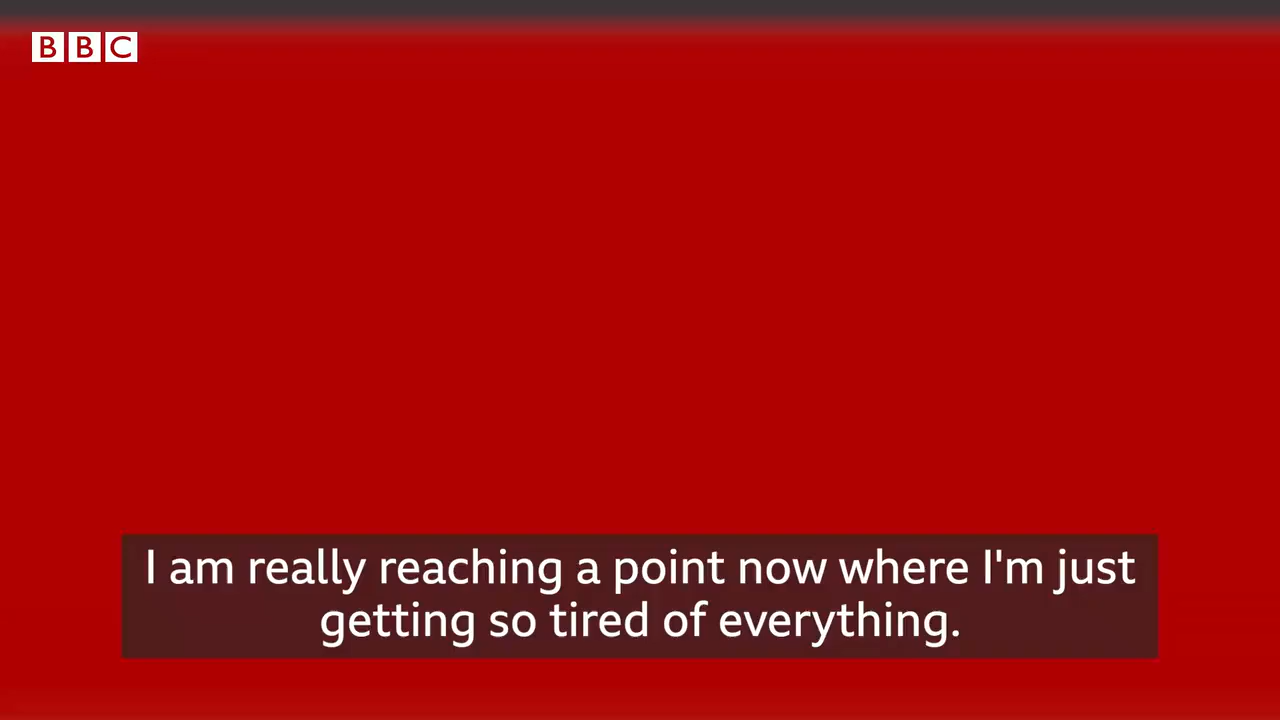 BBC
I am really reaching a point now where I'm just
getting so tired of everything.